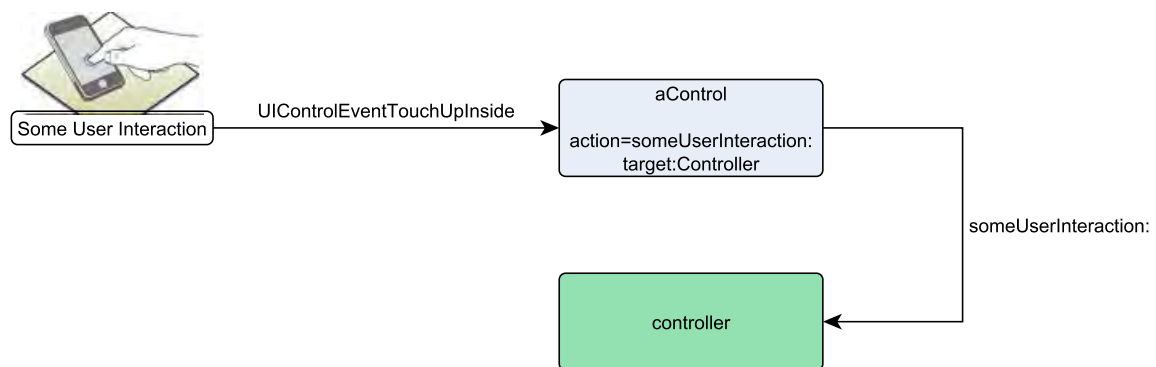 Some User Interaction
UIControlEventTouchUpInside
aControl
action=someUserInteraction:
target:Controller
someUserInteraction:
controller